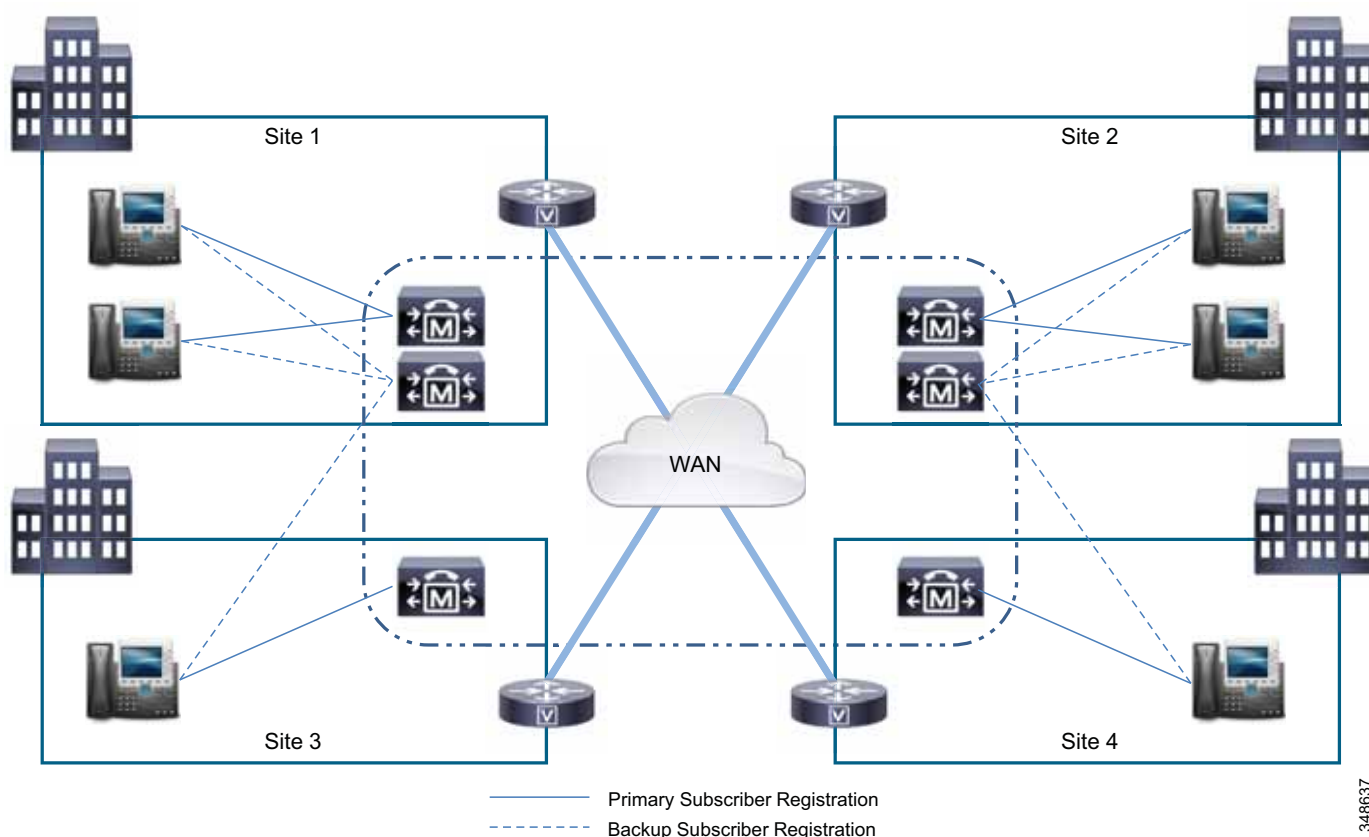 Site 1
Site 2
V
V
M
M
M
M
WAN
M
M
V
V
Site 3
Site 4
Primary Subscriber Registration
Backup Subscriber Registration
348637